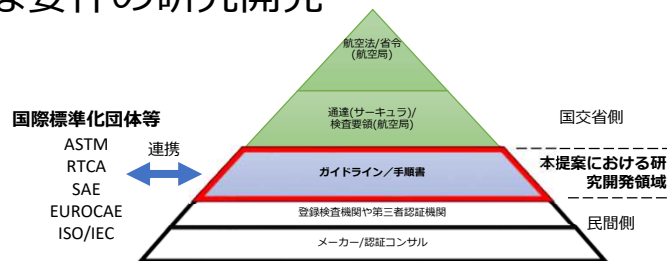 な要件の研究開発
航空法/省令
(航空局)
国際標準化団体等
ASTM
RTCA
SAE
EUROCAE
ISO/IEC
連携
通達(サーキュラ)/
検査要領(航空局)
国交省側
ガイドライン／手順書
本提案における研
究開発領域
登録検査機関や第三者認証機関
民間側
メーカー/認証コンサル